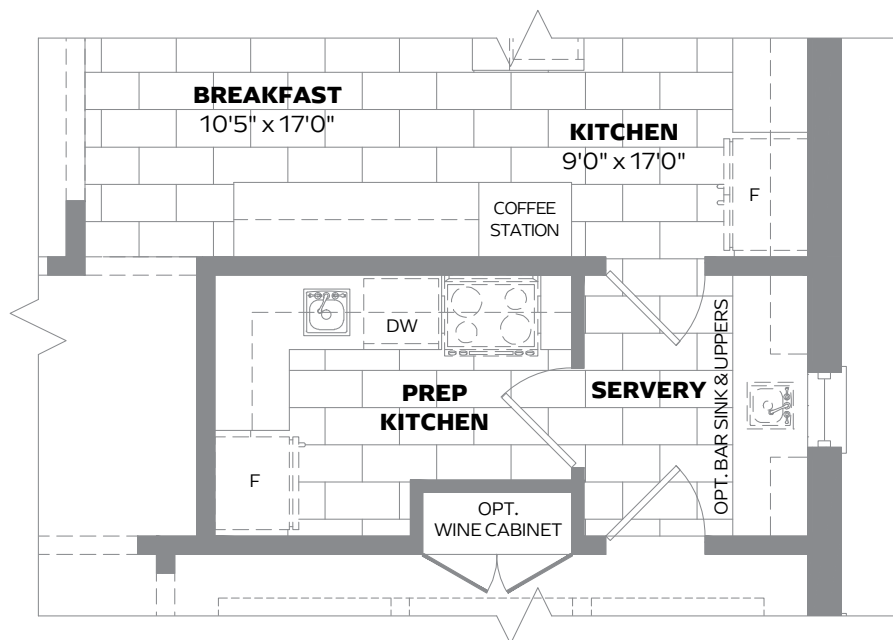 BREAKFAST
10'5" x 17'0"
KITCHEN
9'0" x 17'0"
COFFEE
STATION
F
DW
PREP
KITCHEN
SERVERY
OPT. BAR SINK & UPPERS
F
OPT.
WINE CABINET